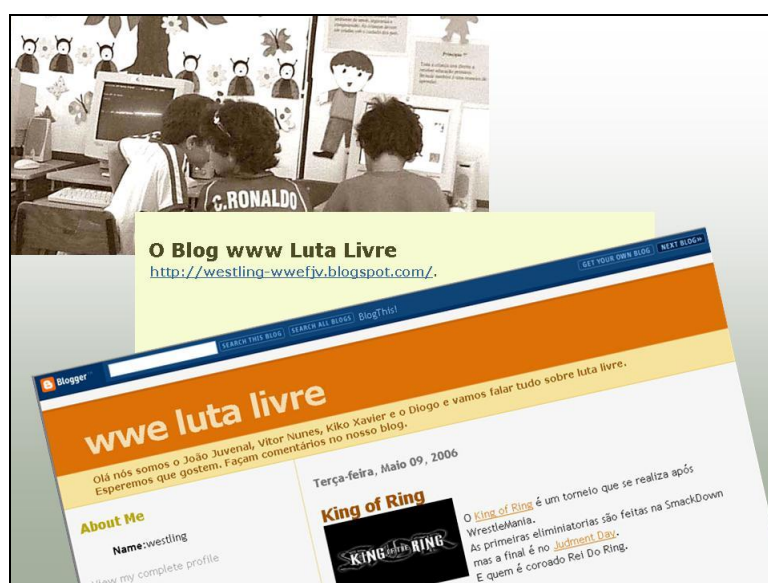 Princípio 7º
C.RONALDO
O Blog www Luta Livre
http://westling-wwefjv.blogspot.com/.
GET YOUR OWN BLOG NEXT BLOG»
Blogger SEARCH THIS BLOG SEARCH ALL BLOGS BlogThis!
wwe luta livre
Olá nós somos o João Juvenal, Vitor Nunes, Kiko Xavier e o Diogo e vamos falar tudo sobre luta livre.
Esperemos que gostem. Façam comentários no nosso blog.
Terça-feira, Maio 09, 2006
King of Ring
KING OF THE RING
O King of Ring é um torneio que se realiza após
WrestleMania.
As primeiras eliminiatorias são feitas na SmackDown
mas a final é no Judment Day.
E quem é coroado Rei Do Ring.
About Me
Name:westling
View my complete profile